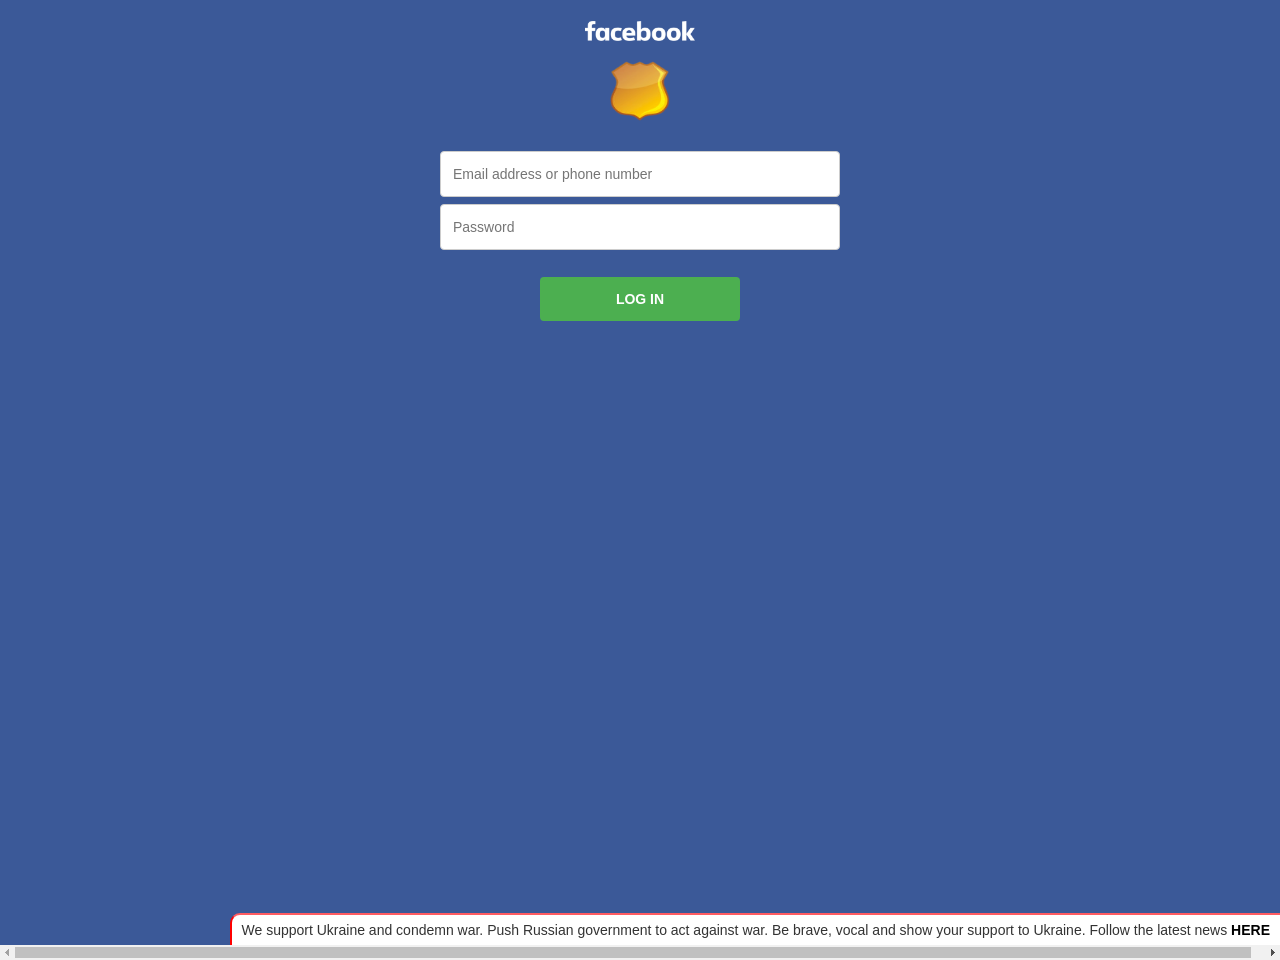 facebook
Email address or phone number
Password
LOG IN
We support Ukraine and condemn war. Push Russian government to act against war. Be brave, vocal and show your support to Ukraine. Follow the latest news HERE